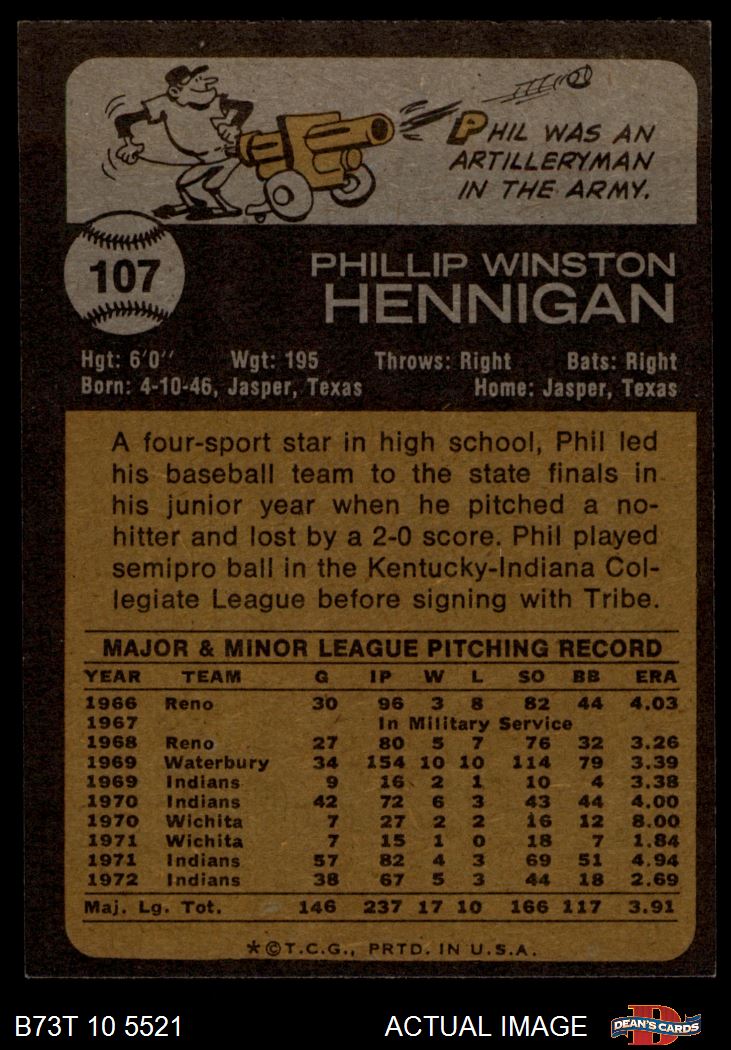 PHIL WAS AN
ARTILLERYMAN
IN THE ARMY.
107
PHILLIP WINSTON
HENNIGAN
Hgt: 6'0" Wgt: 195 Throws: Right Bats: Right
Born: 4-10-46, Jasper, Texas Home: Jasper, Texas
A four-sport star in high school, Phil led
his baseball team to the state finals in
his junior year when he pitched a no-
hitter and lost by a 2-0 score. Phil played
semipro ball in the Kentucky-Indiana Col-
legiate League before signing with Tribe.
MAJOR & MINOR LEAGUE PITCHING RECORD
YEAR TEAM G IP W L SO BB ERA
1966 Reno 30 96 3 8 82 44 4.03
1967 In Military Service
1968 Reno 27 80 5 7 76 32 3.26
1969 Waterbury 34 154 10 10 114 79 3.39
1969 Indians 9 16 2 1 10 4 3.38
1970 Indians 42 72 6 3 43 44 4.00
1970 Wichita 7 27 2 2 16 12 8.00
1971 Wichita 7 15 1 0 18 7 1.84
1971 Indians 57 82 4 3 69 51 4.94
1972 Indians 38 67 5 3 44 18 2.69
Maj. Lg. Tot. 146 237 17 10 166 117 3.91
*©T.C.G., PRTD. IN U.S.A.
B73T 10 5521 ACTUAL IMAGE D DEAN'S CARDS